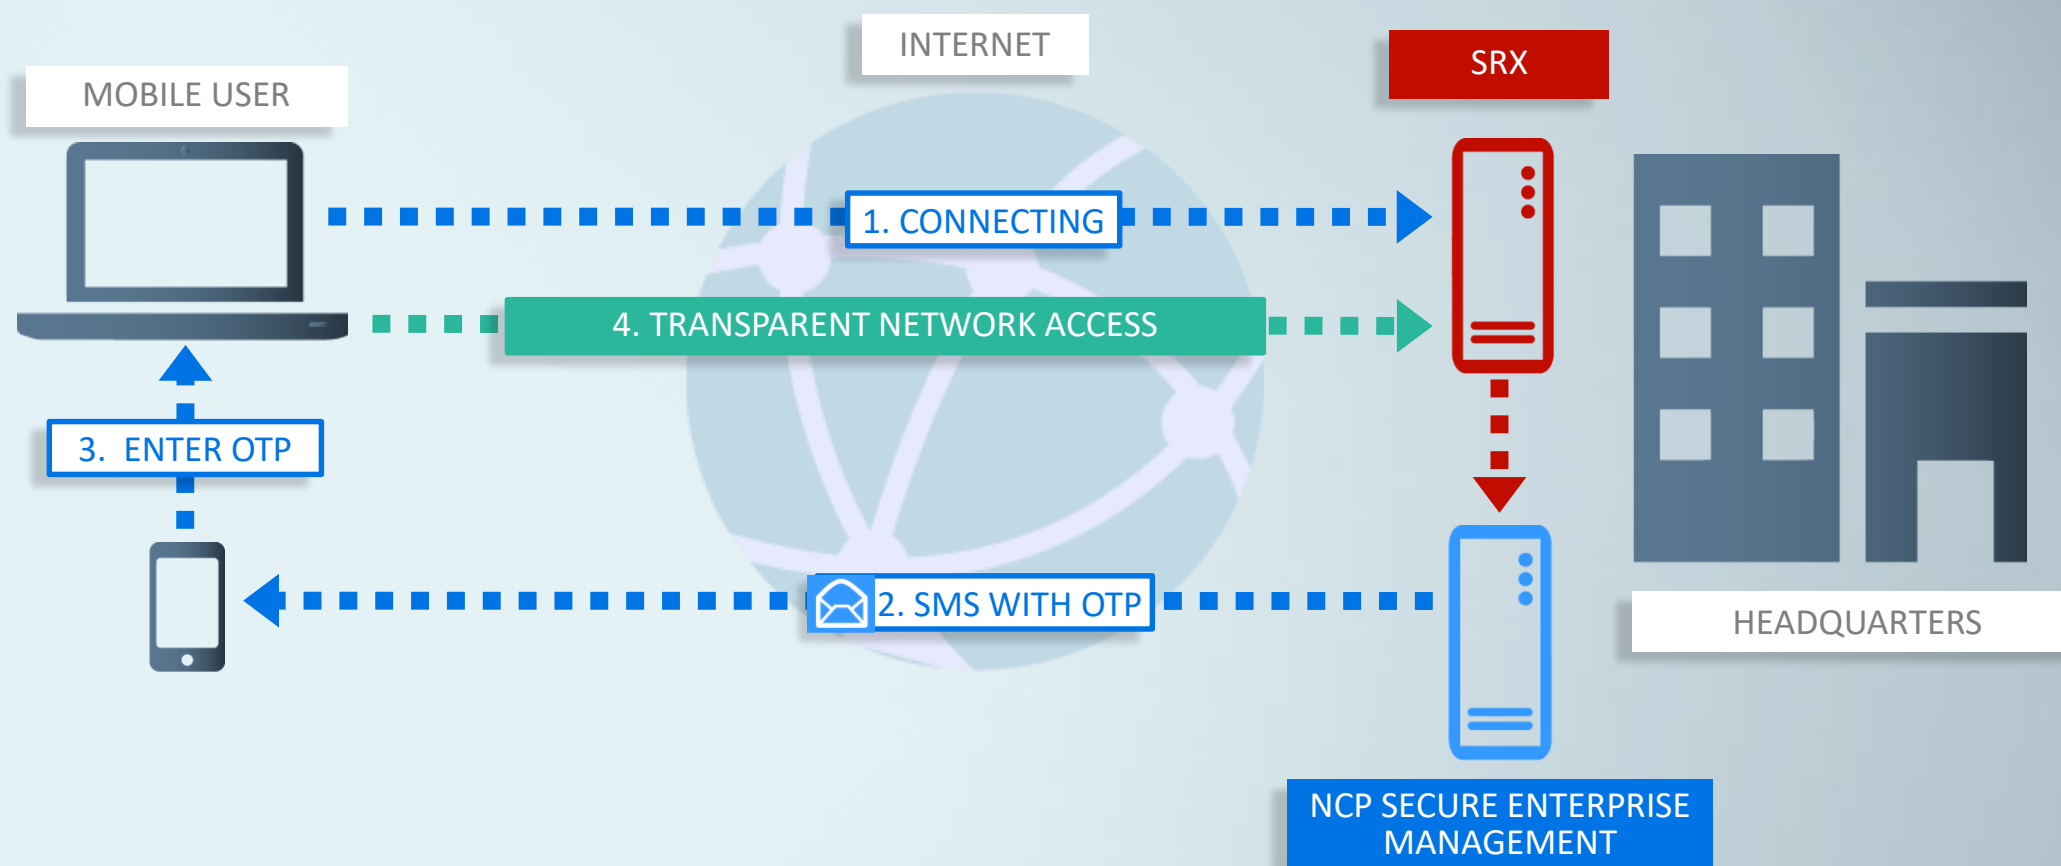 INTERNET
SRX
MOBILE USER
1. CONNECTING
4. TRANSPARENT NETWORK ACCESS
3. ENTER OTP
2. SMS WITH OTP
HEADQUARTERS
NCP SECURE ENTERPRISE
MANAGEMENT